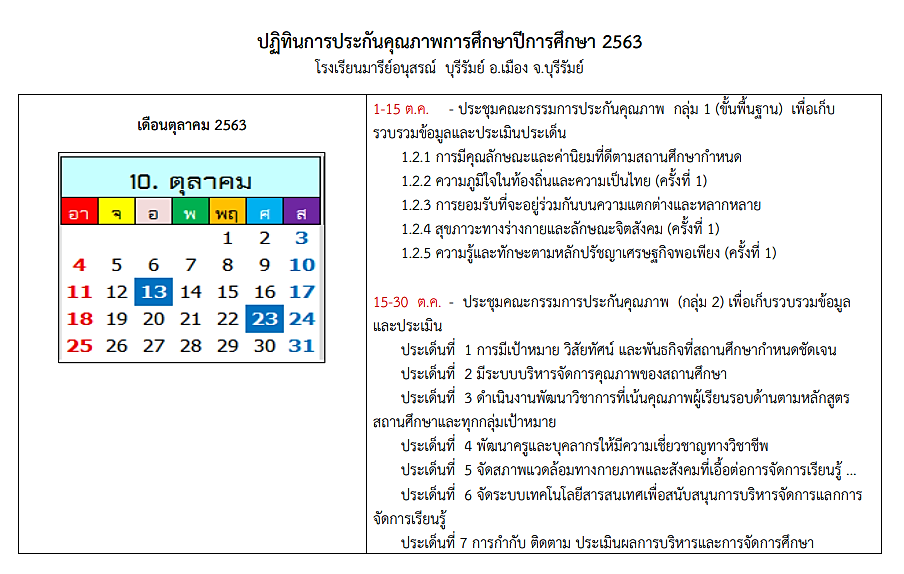 ปฏิทินการประกันคุณภาพการศึกษาปีการศึกษา 2563
โรงเรียนมารีย์อนุสรณ์ บุรีรัมย์ อ.เมือง จ.บุรีรัมย์
เดือนตุลาคม 2563
10. ตุลาคม
อา จ อ พ พฤ ศ ส
1 2 3
4 5 6 7 8 9 10
11 12 13 14 15 16 17
18 19 20 21 22 23 24
25 26 27 28 29 30 31
1-15 ต.ค. - ประชุมคณะกรรมการประกันคุณภาพ กลุ่ม 1 (ขั้นพื้นฐาน) เพื่อเก็บ
รวบรวมข้อมูลและประเมินประเด็น
1.2.1 การมีคุณลักษณะและค่านิยมที่ดีตามสถานศึกษากำหนด
1.2.2 ความภูมิใจในท้องถิ่นและความเป็นไทย (ครั้งที่ 1)
1.2.3 การยอมรับที่จะอยู่ร่วมกันบนความแตกต่างและหลากหลาย
1.2.4 สุขภาวะทางร่างกายและลักษณะจิตสังคม (ครั้งที่ 1)
1.2.5 ความรู้และทักษะตามหลักปรัชญาเศรษฐกิจพอเพียง (ครั้งที่ 1)
15-30 ต.ค. - ประชุมคณะกรรมการประกันคุณภาพ (กลุ่ม 2) เพื่อเก็บรวบรวมข้อมูล
และประเมิน
ประเด็นที่ 1 การมีเป้าหมาย วิสัยทัศน์ และพันธกิจที่สถานศึกษากำหนดชัดเจน
ประเด็นที่ 2 มีระบบบริหารจัดการคุณภาพของสถานศึกษา
ประเด็นที่ 3 ดำเนินงานพัฒนาวิชาการที่เน้นคุณภาพผู้เรียนรอบด้านตามหลักสูตร
สถานศึกษาและทุกกลุ่มเป้าหมาย
ประเด็นที่ 4 พัฒนาครูและบุคลากรให้มีความเชี่ยวชาญทางวิชาชีพ
ประเด็นที่ 5 จัดสภาพแวดล้อมทางกายภาพและสังคมที่เอื้อต่อการจัดการเรียนรู้ ...
ประเด็นที่ 6 จัดระบบเทคโนโลยีสารสนเทศเพื่อสนับสนุนการบริหารจัดการแลกการ
จัดการเรียนรู้
ประเด็นที่ 7 การกำกับ ติดตาม ประเมินผลการบริหารและการจัดการศึกษา